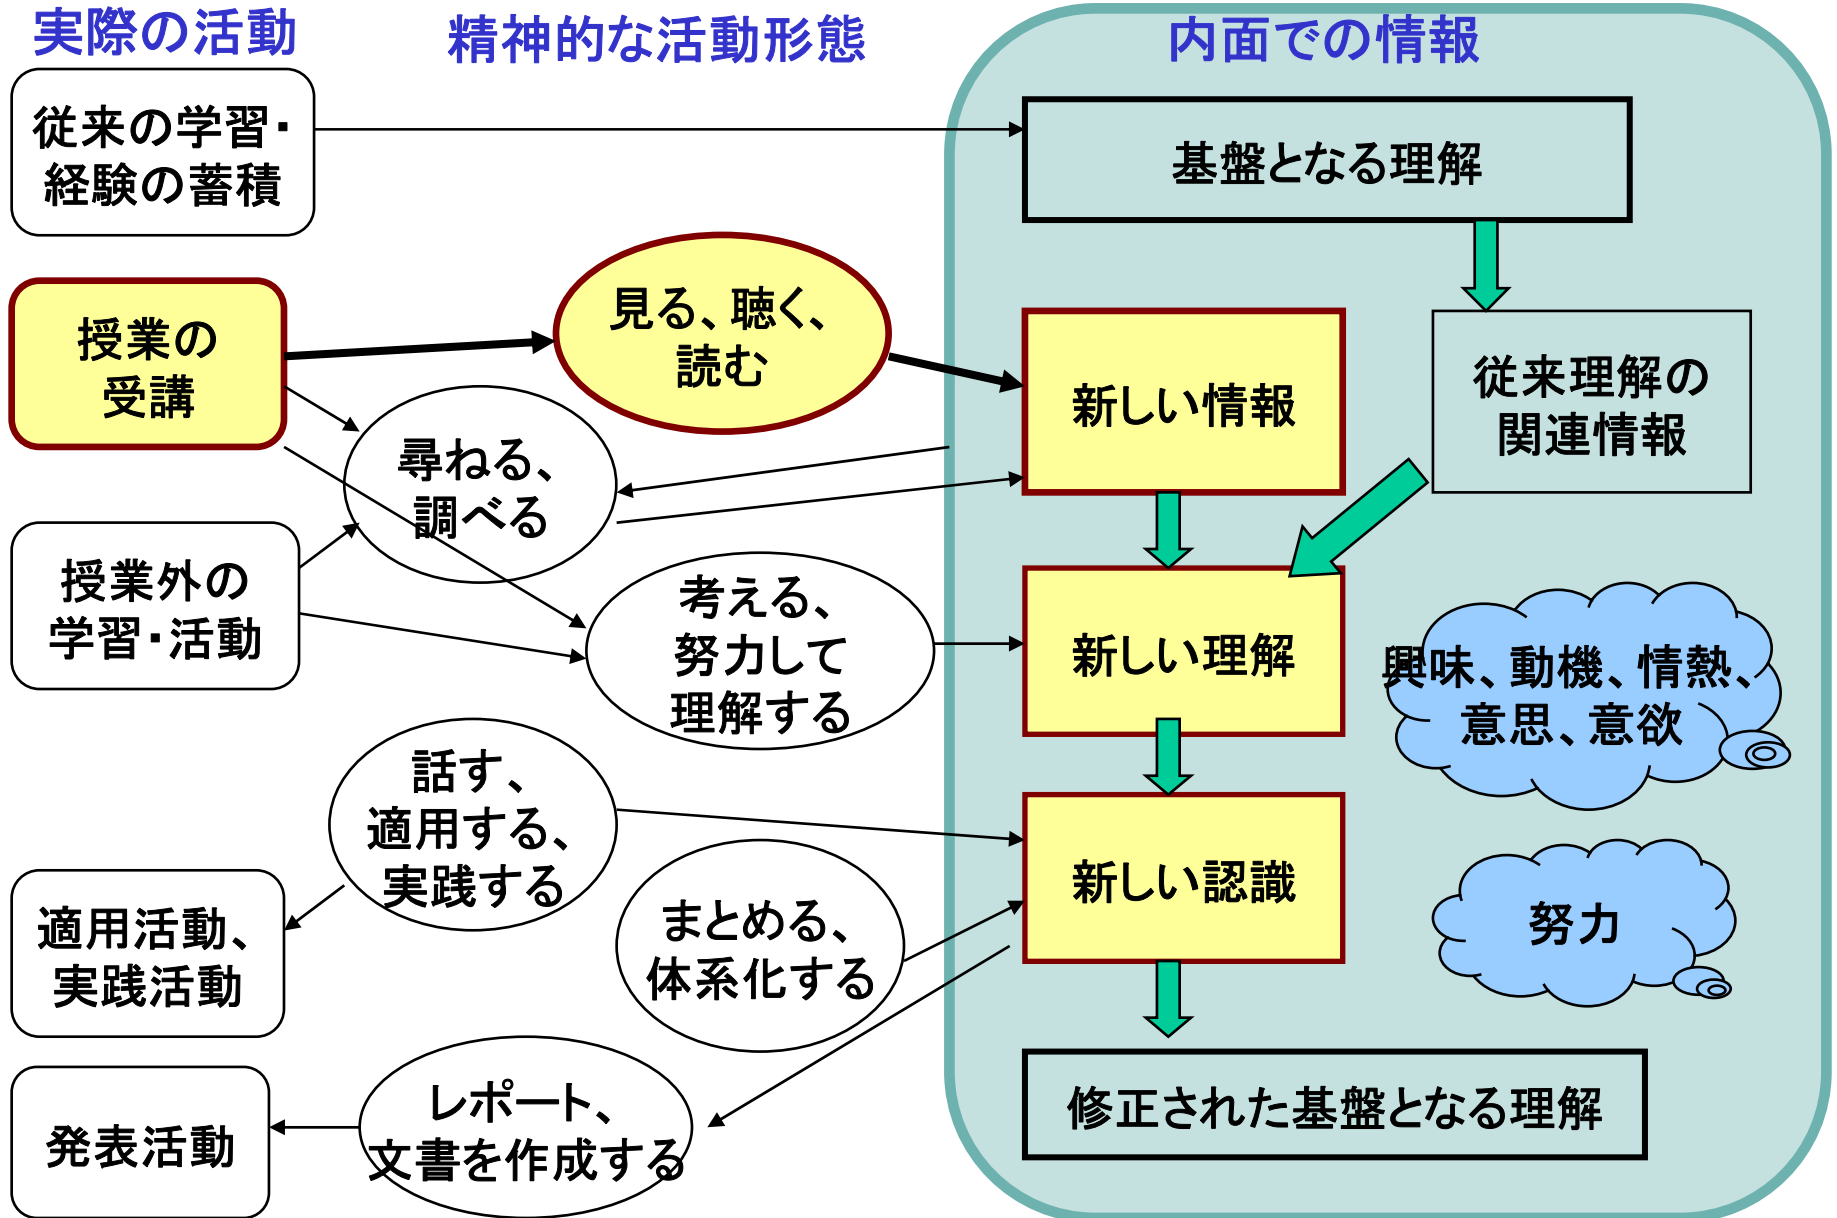 実際の活動
精神的な活動形態
内面での情報
従来の学習・
経験の蓄積
基盤となる理解
授業の
受講
見る、聴く、
読む
新しい情報
従来理解の
関連情報
尋ねる、
調べる
授業外の
学習・活動
考える、
努力して
理解する
新しい理解
興味、動機、情熱、
意思、意欲
話す、
適用する、
実践する
新しい認識
適用活動、
実践活動
まとめる、
体系化する
努力
レポート、
文書を作成する
発表活動
修正された基盤となる理解